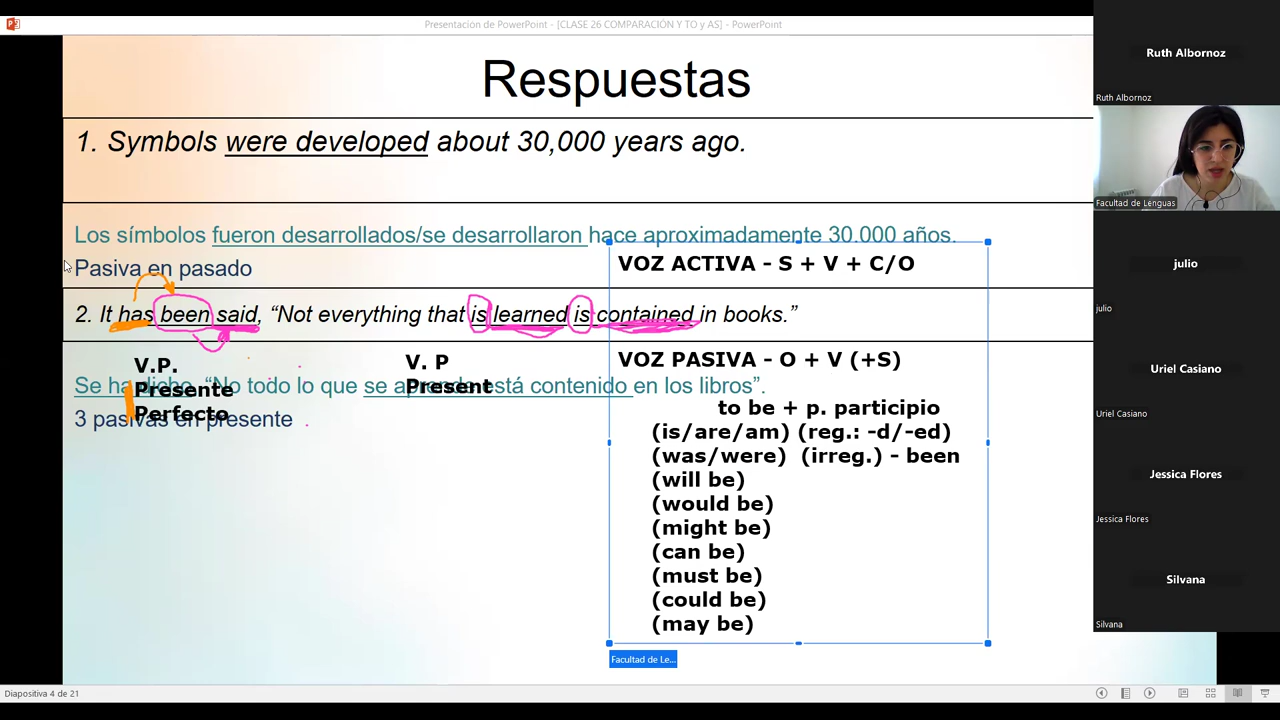 Presentación de PowerPoint - [CLASE 26 COMPARACIÓN Y TO y AS] - PowerPoint
Respuestas
1. Symbols were developed about 30,000 years ago.
Los símbolos fueron desarrollados/se desarrollaron hace aproximadamente 30.000 años.
Pasiva en pasado
2. It has been said, “Not everything that is learned is contained in books.”
Se ha dicho, “No todo lo que se aprende está contenido en los libros”.
3 pasivas en presente
V.P.
Presente
Perfecto
V. P
Present
VOZ ACTIVA - S + V + C/O
VOZ PASIVA - O + V (+S)
to be + p. participio
(is/are/am) (reg.: -d/-ed)
(was/were) (irreg.) - been
(will be)
(would be)
(might be)
(can be)
(must be)
(could be)
(may be)
Facultad de Le...
Diapositiva 4 de 21
Ruth Albornoz
Ruth Albornoz
Facultad de Lenguas
julio
julio
Uriel Casiano
Uriel Casiano
Jessica Flores
Jessica Flores
Silvana
Silvana